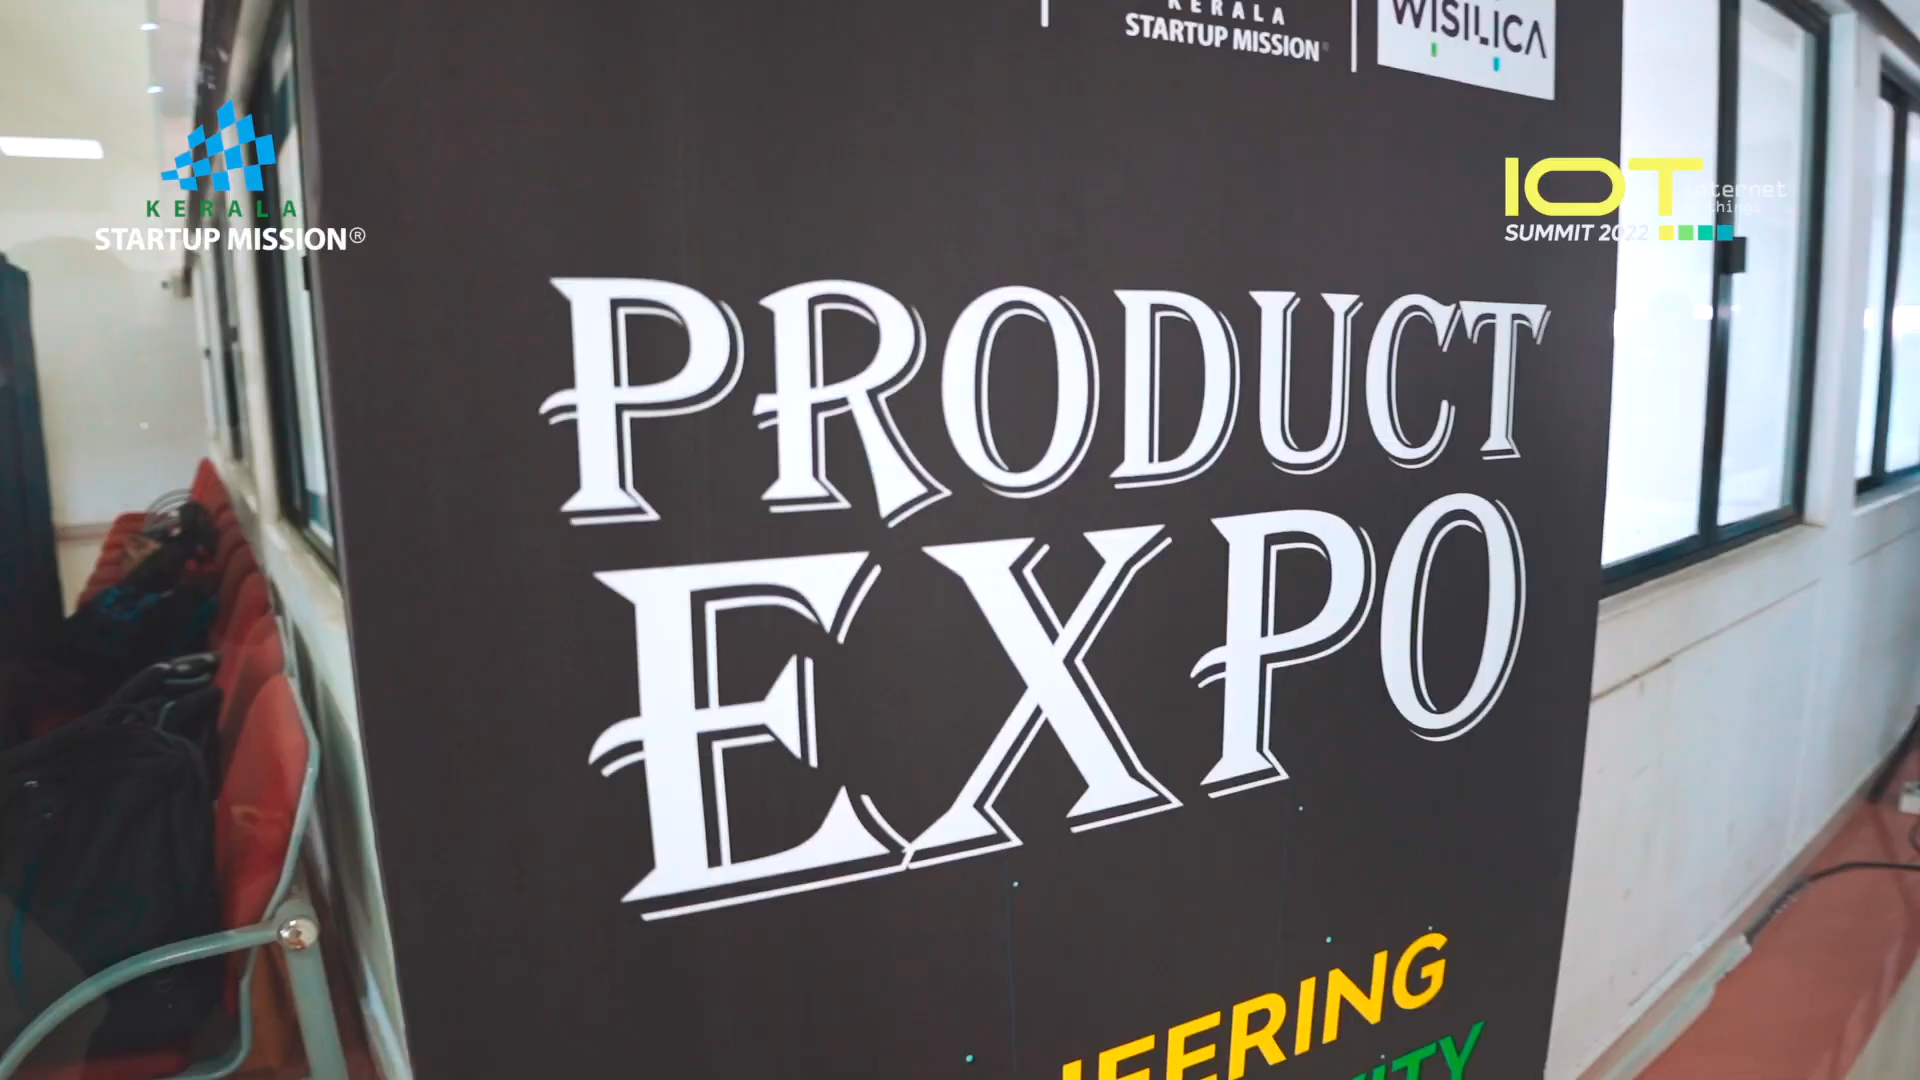 KERALA
STARTUP MISSION
WISILICA
KERALA
STARTUP MISSION®
IOT
SUMMIT 2022
PRODUCT
EXPO